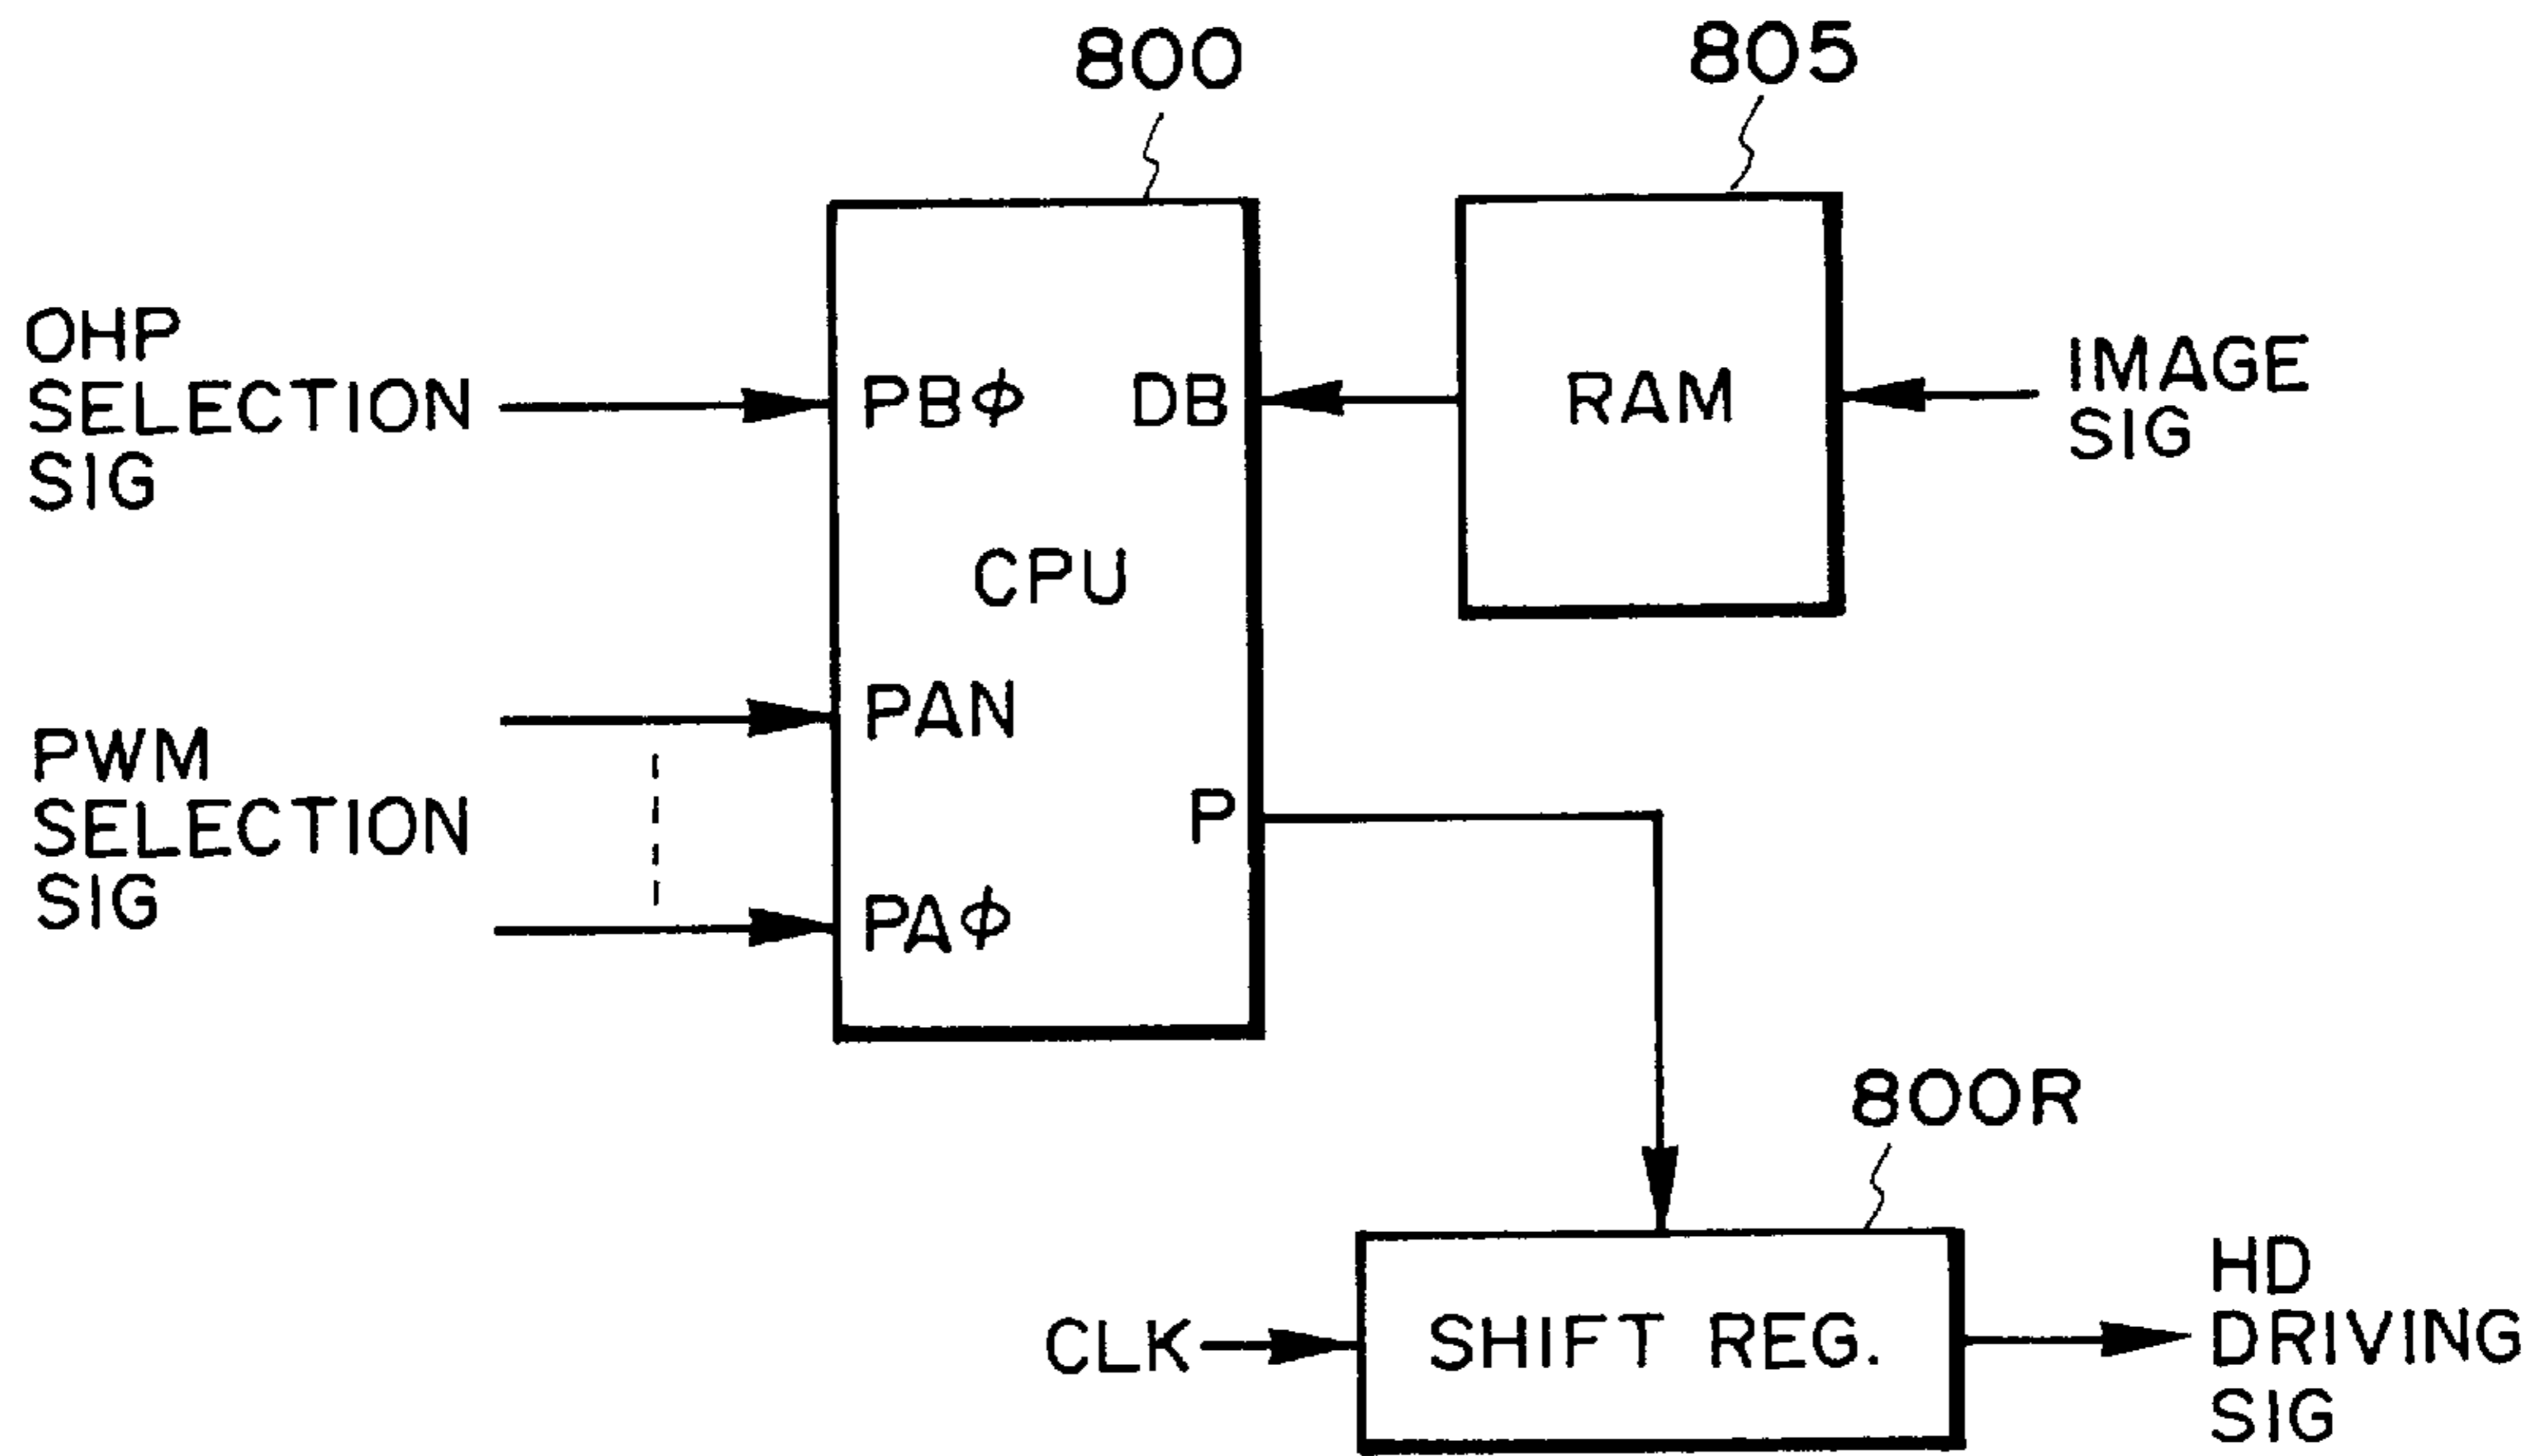 800
805
OHP
SELECTION
SIG
PBϕ
DB
RAM
IMAGE
SIG
CPU
PWM
SELECTION
SIG
PAN
P
PAϕ
800R
CLK
SHIFT REG.
HD
DRIVING
SIG